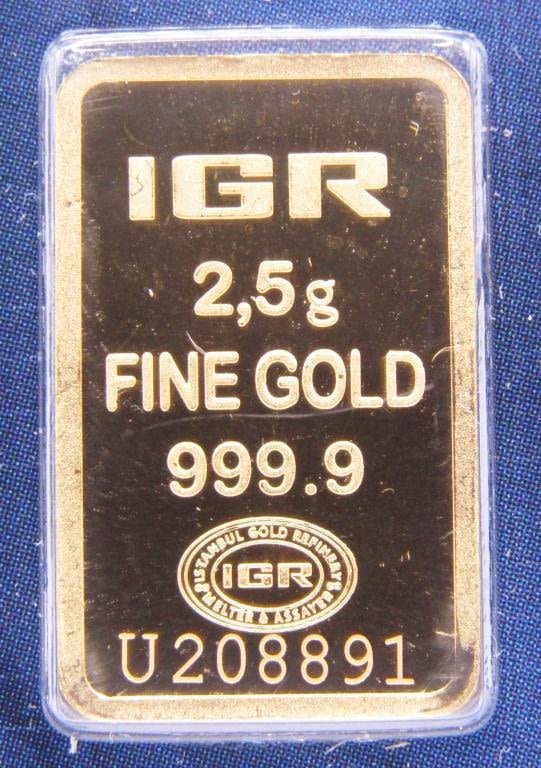 IGR
2,5g
FINE GOLD
999.9
ISTANBUL GOLD REFINERY
IGR
MELTER & ASSAYER
U208891